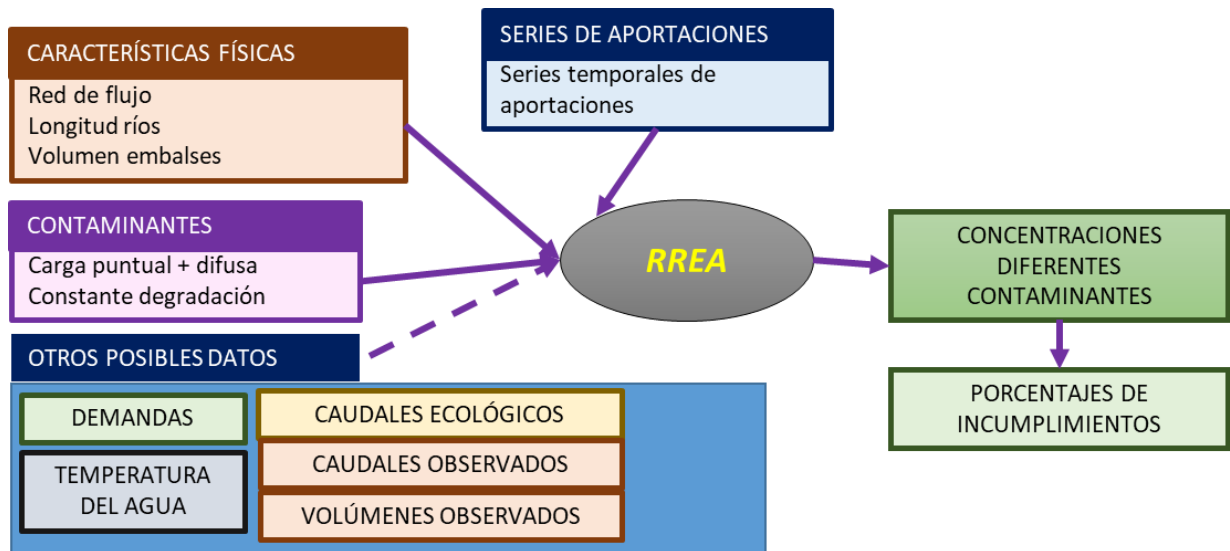 CARACTERÍSTICAS FÍSICAS
Red de flujo
Longitud ríos
Volumen embalses
SERIES DE APORTACIONES
Series temporales de
aportaciones
CONTAMINANTES
Carga puntual + difusa
Constante degradación
RREA
CONCENTRACIONES
DIFERENTES
CONTAMINANTES
PORCENTAJES DE
INCUMPLIMIENTOS
OTROS POSIBLES DATOS
DEMANDAS
TEMPERATURA
DEL AGUA
CAUDALES ECOLÓGICOS
CAUDALES OBSERVADOS
VOLÚMENES OBSERVADOS